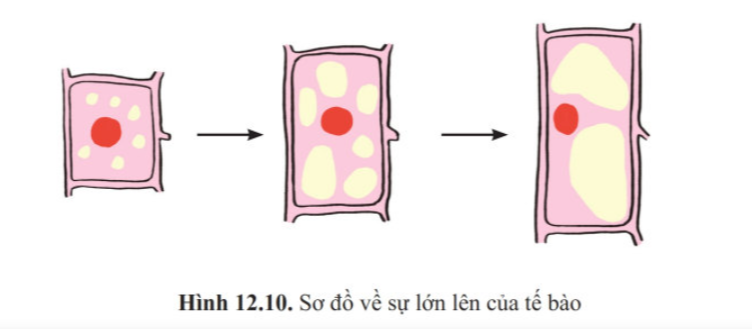 Hình 12.10. Sơ đồ về sự lớn lên của tế bào